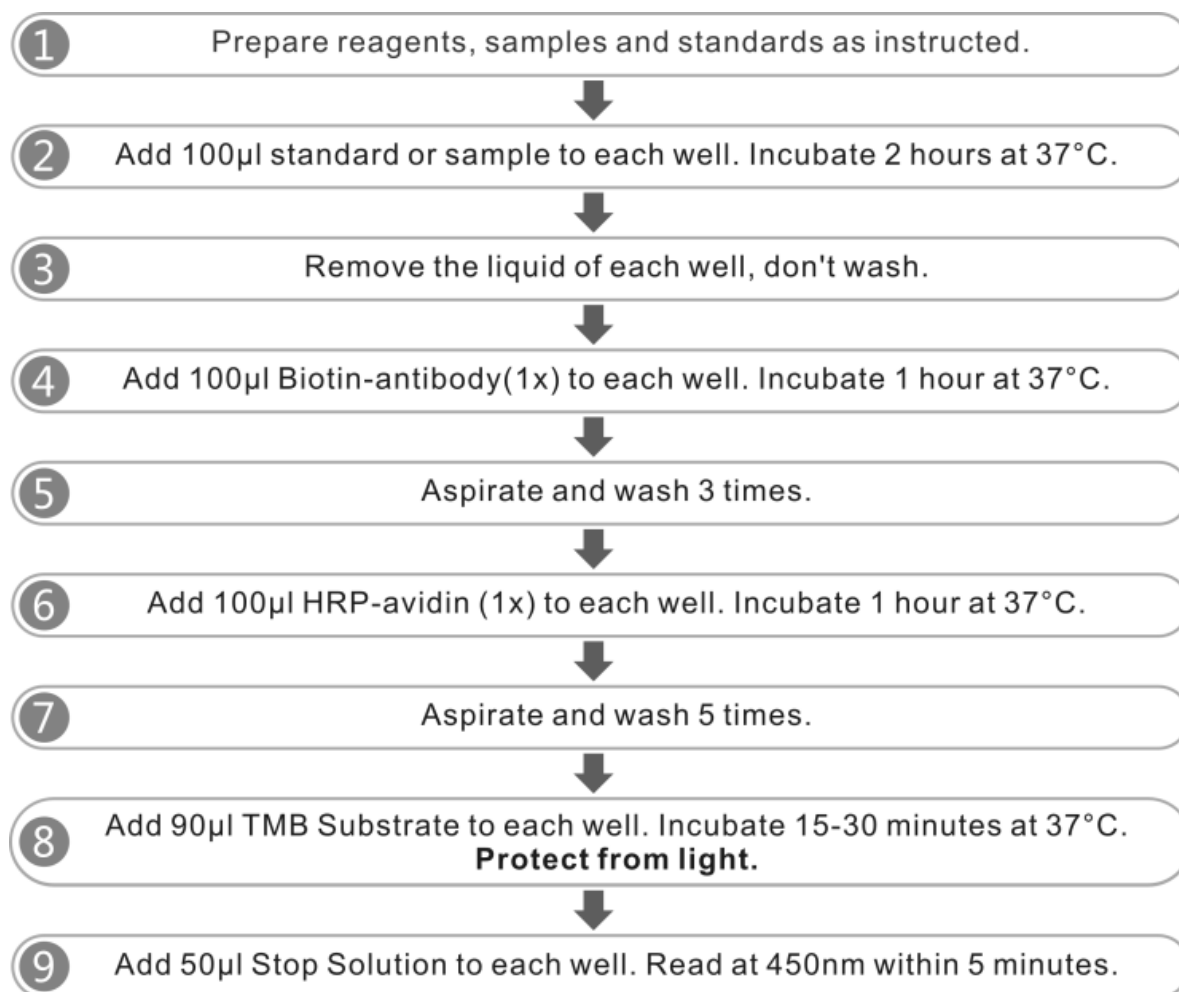 1 Prepare reagents, samples and standards as instructed.
2 Add 100μl standard or sample to each well. Incubate 2 hours at 37°C.
3 Remove the liquid of each well, don't wash.
4 Add 100μl Biotin-antibody(1x) to each well. Incubate 1 hour at 37°C.
5 Aspirate and wash 3 times.
6 Add 100μl HRP-avidin (1x) to each well. Incubate 1 hour at 37°C.
7 Aspirate and wash 5 times.
8 Add 90μl TMB Substrate to each well. Incubate 15-30 minutes at 37°C.
Protect from light.
9 Add 50μl Stop Solution to each well. Read at 450nm within 5 minutes.